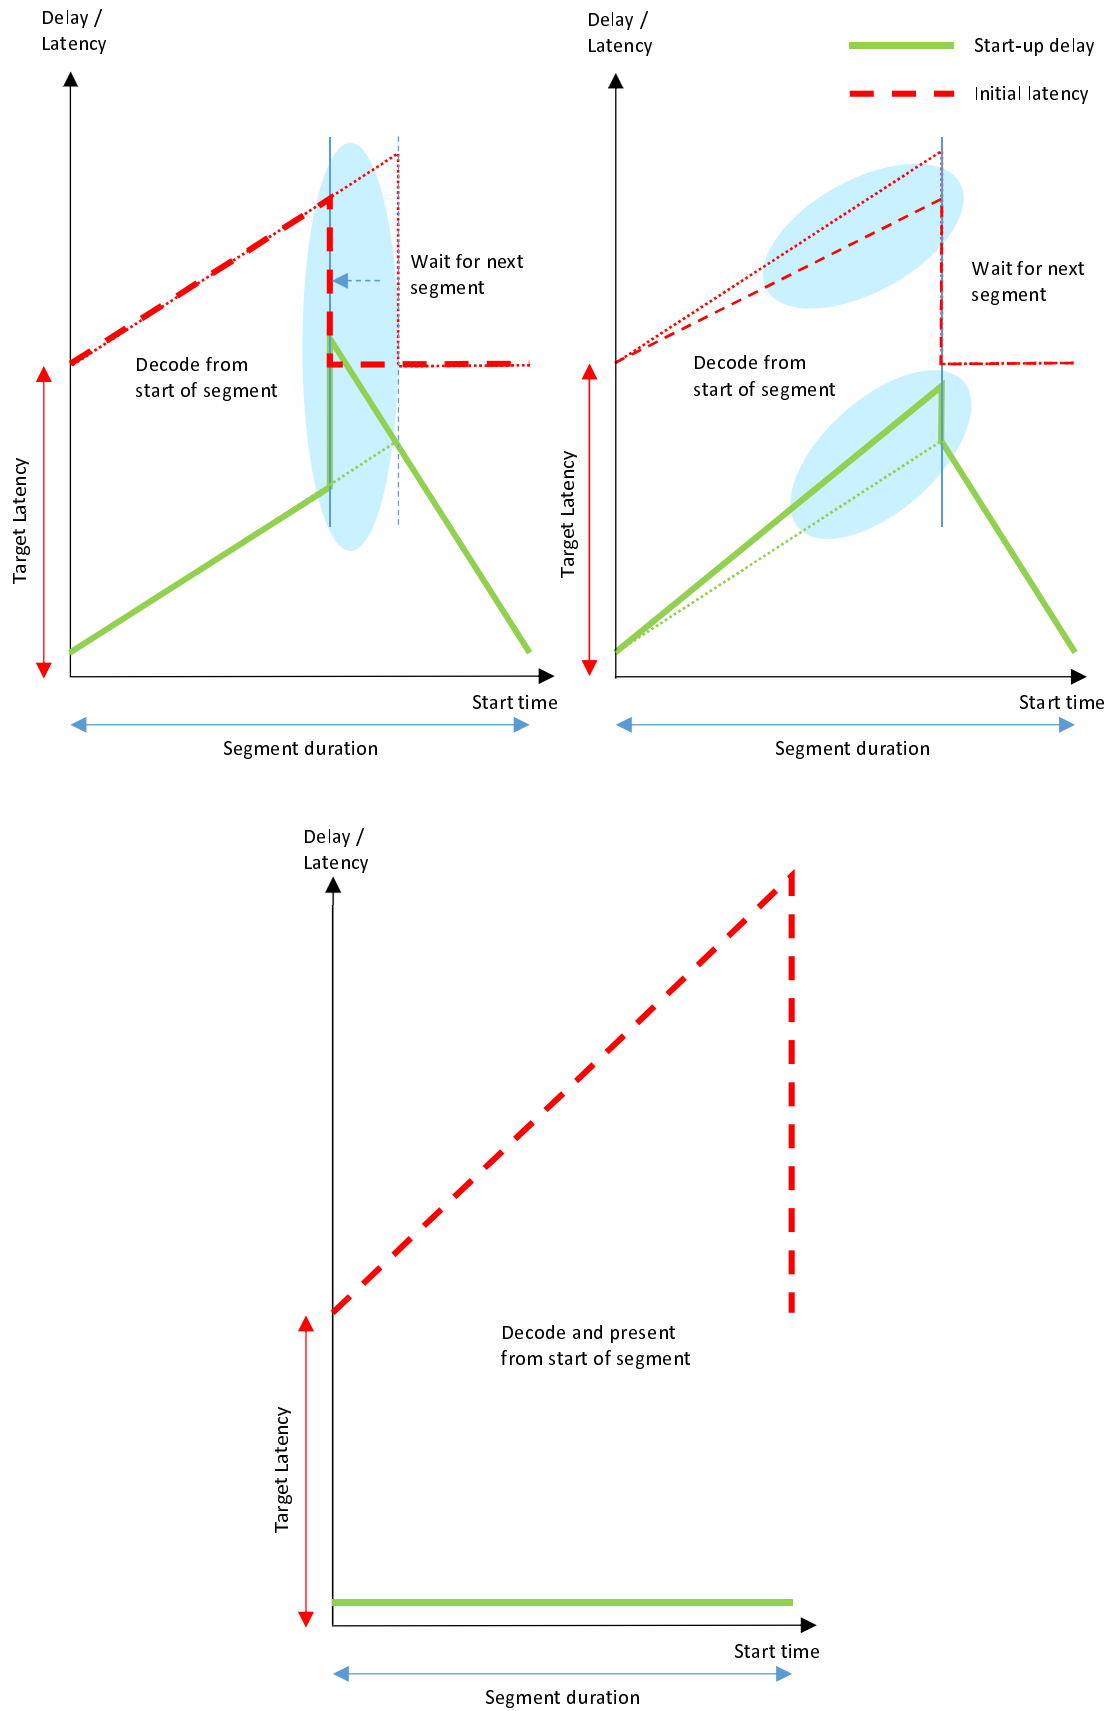 Delay /
Latency
Wait for next
segment
Decode from
start of segment
Target Latency
Start time
Segment duration
Delay /
Latency
Start-up delay
Initial latency
Wait for next
segment
Decode from
start of segment
Target Latency
Start time
Segment duration
Delay /
Latency
Decode and present
from start of segment
Target Latency
Start time
Segment duration